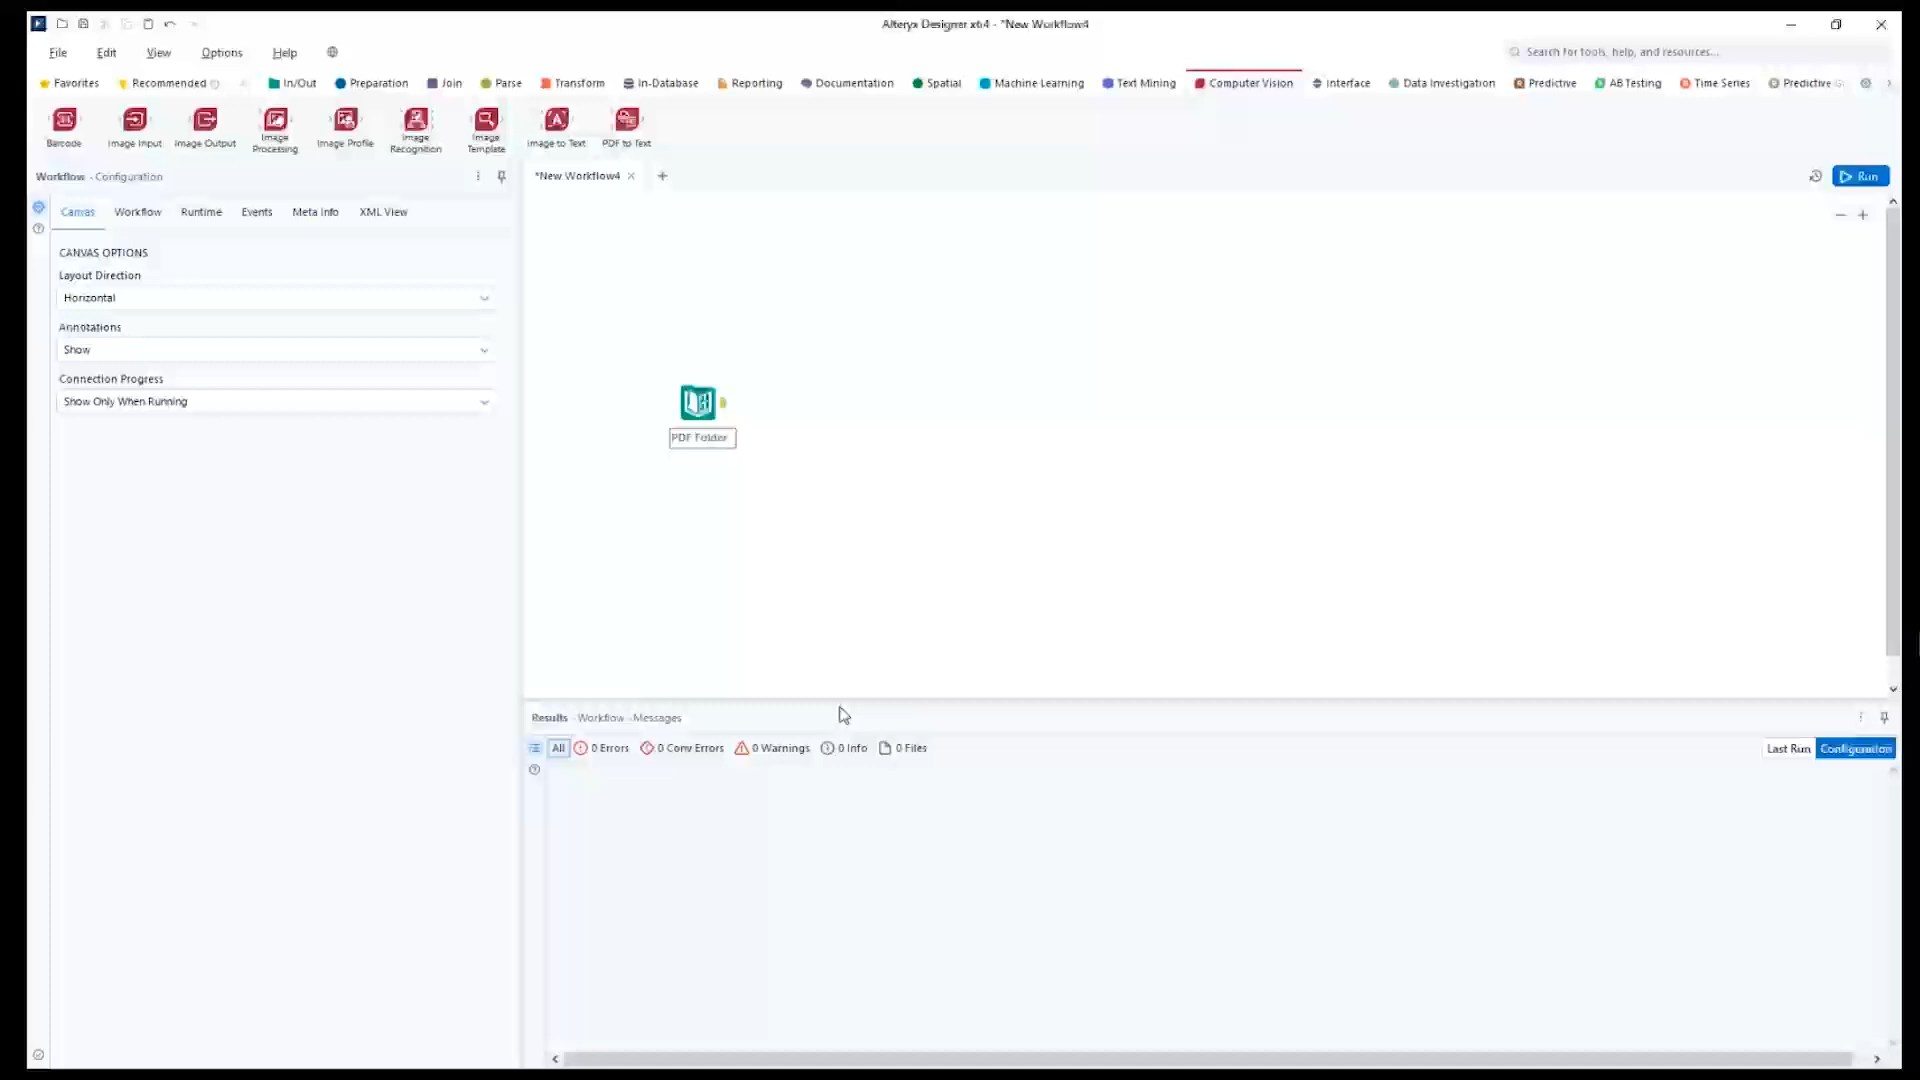 Alteryx Designer x64 - *New Workflow4
File Edit View Options Help
Search for tools, help, and resources...
Favorites Recommended In/Out Preparation Join Parse Transform In-Database Reporting Documentation Spatial Machine Learning Text Mining Computer Vision Interface Data Investigation Predictive AB Testing Time Series Predictive G
Barcode Image Input Image Output Image Processing Image Profile Image Recognition Image Template Image to Text PDF to Text
Workflow - Configuration
*New Workflow4
Run
Canvas Workflow Runtime Events Meta Info XML View
CANVAS OPTIONS
Layout Direction
Horizontal
Annotations
Show
Connection Progress
Show Only When Running
PDF Folder
Results - Workflow - Messages
All 0 Errors 0 Conv Errors 0 Warnings 0 Info 0 Files
Last Run Configuration